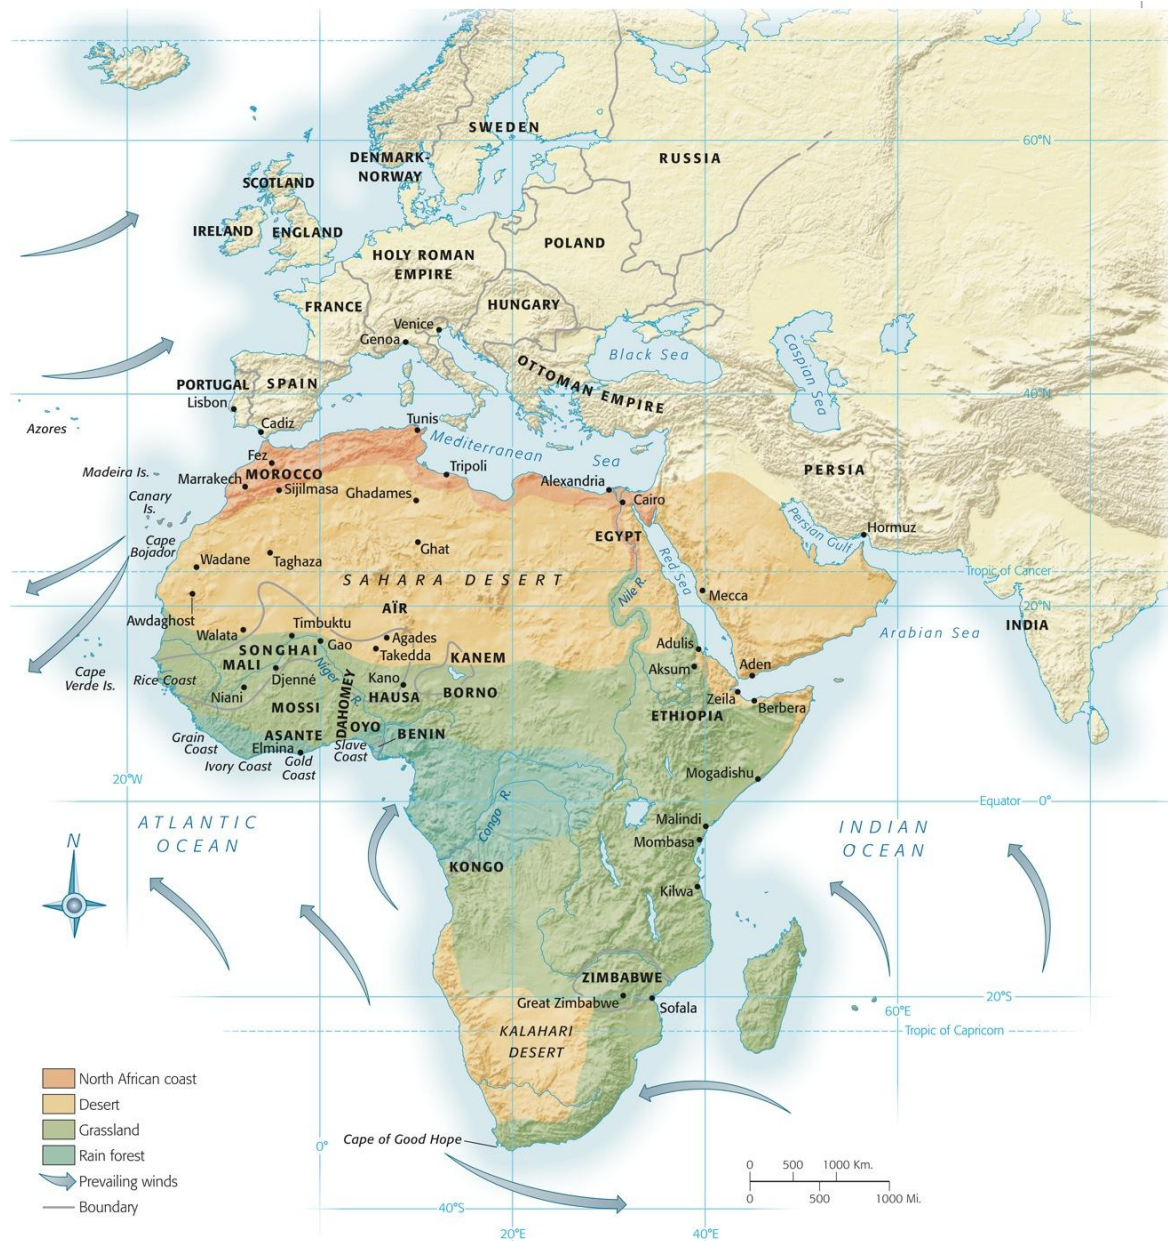 SWEDEN
60°N
RUSSIA
DENMARK-
NORWAY
SCOTLAND
IRELAND
ENGLAND
POLAND
HOLY ROMAN
EMPIRE
FRANCE
HUNGARY
Venice
Genoa
Black Sea
Caspian Sea
OTTOMAN EMPIRE
PORTUGAL
SPAIN
Lisbon
40°N
Azores
Cadiz
Tunis
Mediterranean
Sea
Fez
Madeira Is.
MOROCCO
Tripoli
PERSIA
Marrakech
Sijilmasa
Ghadames
Alexandria
Canary
Is.
Cairo
Persian Gulf
Hormuz
Cape
Bojador
EGYPT
Ghat
Wadane
Taghaza
Red Sea
Tropic of Cancer
SAHARA DESERT
Nile R.
Mecca
AÏR
20°N
Awdaghost
Timbuktu
INDIA
Walata
Arabian Sea
Gao
Agades
Adulis
SONGHAI
Takedda
KANEM
MALI
Aksum
Aden
Cape
Verde Is.
Rice Coast
Djenné
Niger R.
Kano
Niani
HAUSA
BORNO
Zeila
Berbera
MOSSI
DAHOMEY
ETHIOPIA
OYO
ASANTE
BENIN
Grain
Coast
Elmina
Slave
Coast
Ivory Coast
Gold
Coast
Mogadishu
20°W
Equator
0°
Congo R.
Malindi
ATLANTIC
OCEAN
INDIAN
OCEAN
Mombasa
N
KONGO
Kilwa
ZIMBABWE
Great Zimbabwe
Sofala
20°S
60°E
KALAHARI
DESERT
Tropic of Capricorn
North African coast
Desert
Grassland
Rain forest
Prevailing winds
Boundary
0°
Cape of Good Hope
0 500 1000 Km.
0 500 1000 Mi.
40°S
20°E
40°E